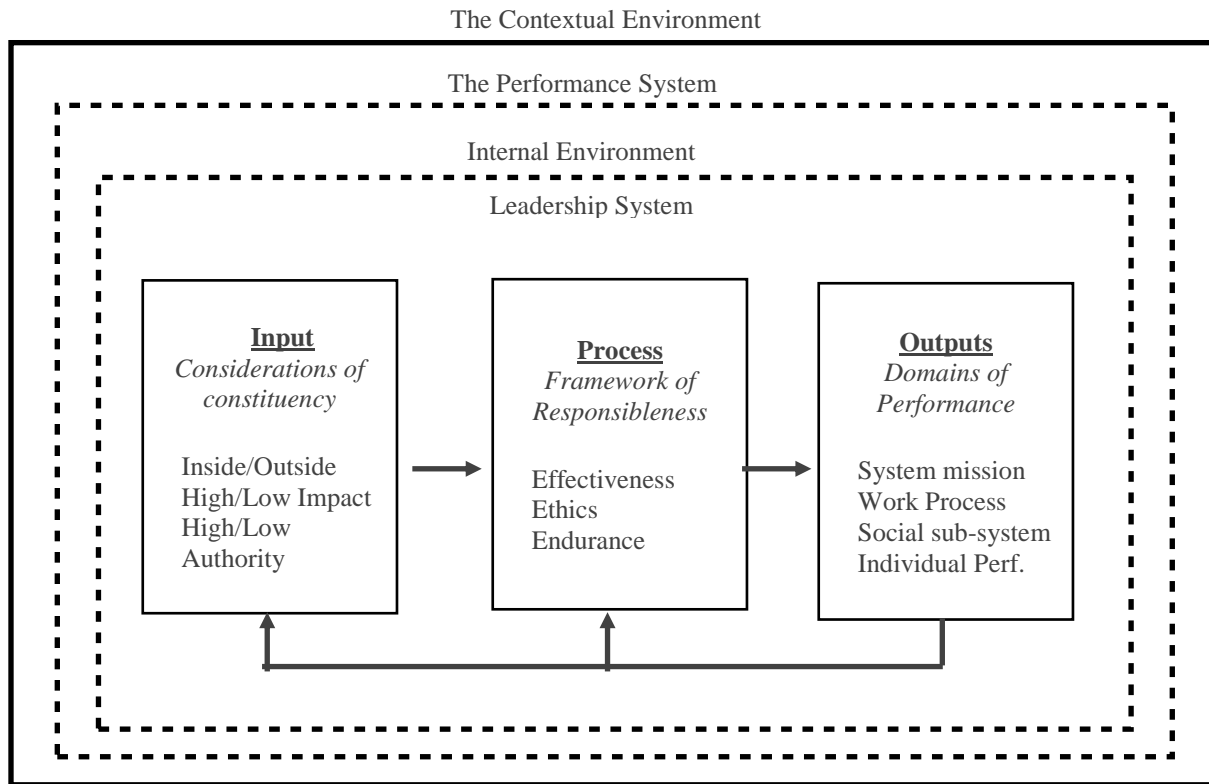 The Contextual Environment
The Performance System
Internal Environment
Leadership System
Input
Considerations of
constituency
Inside/Outside
High/Low Impact
High/Low
Authority
Process
Framework of
Responsibleness
Effectiveness
Ethics
Endurance
Outputs
Domains of
Performance
System mission
Work Process
Social sub-system
Individual Perf.